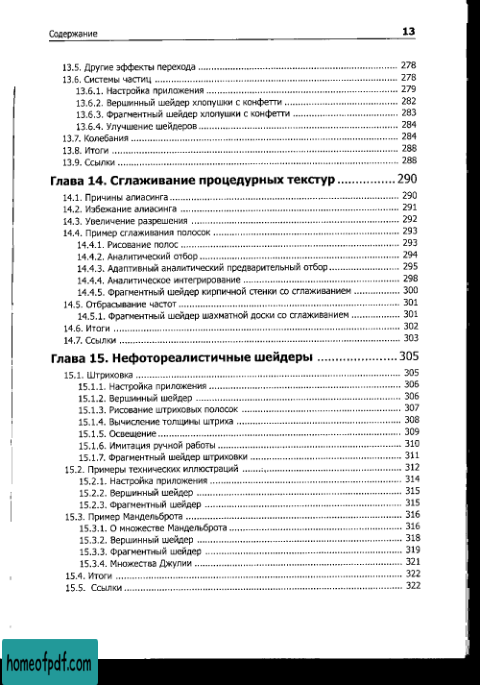 Содержание 13
13.5. Другие эффекты перехода 278
13.6. Системы частиц 278
13.6.1. Настройка приложения 279
13.6.2. Вершинный шейдер хлопушки с конфетти 282
13.6.3. Фрагментный шейдер хлопушки с конфетти 283
13.6.4. Улучшение шейдеров 284
13.7. Колебания 284
13.8. Итоги 288
13.9. Ссылки 288
Глава 14. Сглаживание процедурных текстур 290
14.1. Причины алиасинга 290
14.2. Избежание алиасинга 291
14.3. Увеличение разрешения 292
14.4. Пример сглаживания полосок 293
14.4.1. Рисование полос 293
14.4.2. Аналитический отбор 294
14.4.3. Адаптивный аналитический предварительный отбор 295
14.4.4. Аналитическое интегрирование 298
14.4.5. Фрагментный шейдер кирпичной стенки со сглаживанием 300
14.5. Отбрасывание частот 301
14.5.1. Фрагментный шейдер шахматной доски со сглаживанием 301
14.6. Итоги 302
14.7. Ссылки 303
Глава 15. Нефотореалистичные шейдеры 305
15.1. Штриховка 305
15.1.1. Настройка приложения 306
15.1.2. Вершинный шейдер 306
15.1.3. Рисование штриховых полосок 307
15.1.4. Вычисление толщины штриха 308
15.1.5. Освещение 309
15.1.6. Имитация ручной работы 310
15.1.7. Фрагментный шейдер штриховки 311
15.2. Примеры технических иллюстраций 312
15.2.1. Настройка приложения 314
15.2.2. Вершинный шейдер 315
15.2.3. Фрагментный шейдер 315
15.3. Пример Мандельброта 316
15.3.1. О множестве Мандельброта 316
15.3.2. Вершинный шейдер 318
15.3.3. Фрагментный шейдер 319
15.3.4. Множества Джулии 321
15.4. Итоги 322
15.5. Ссылки 322
homeofpdf.com